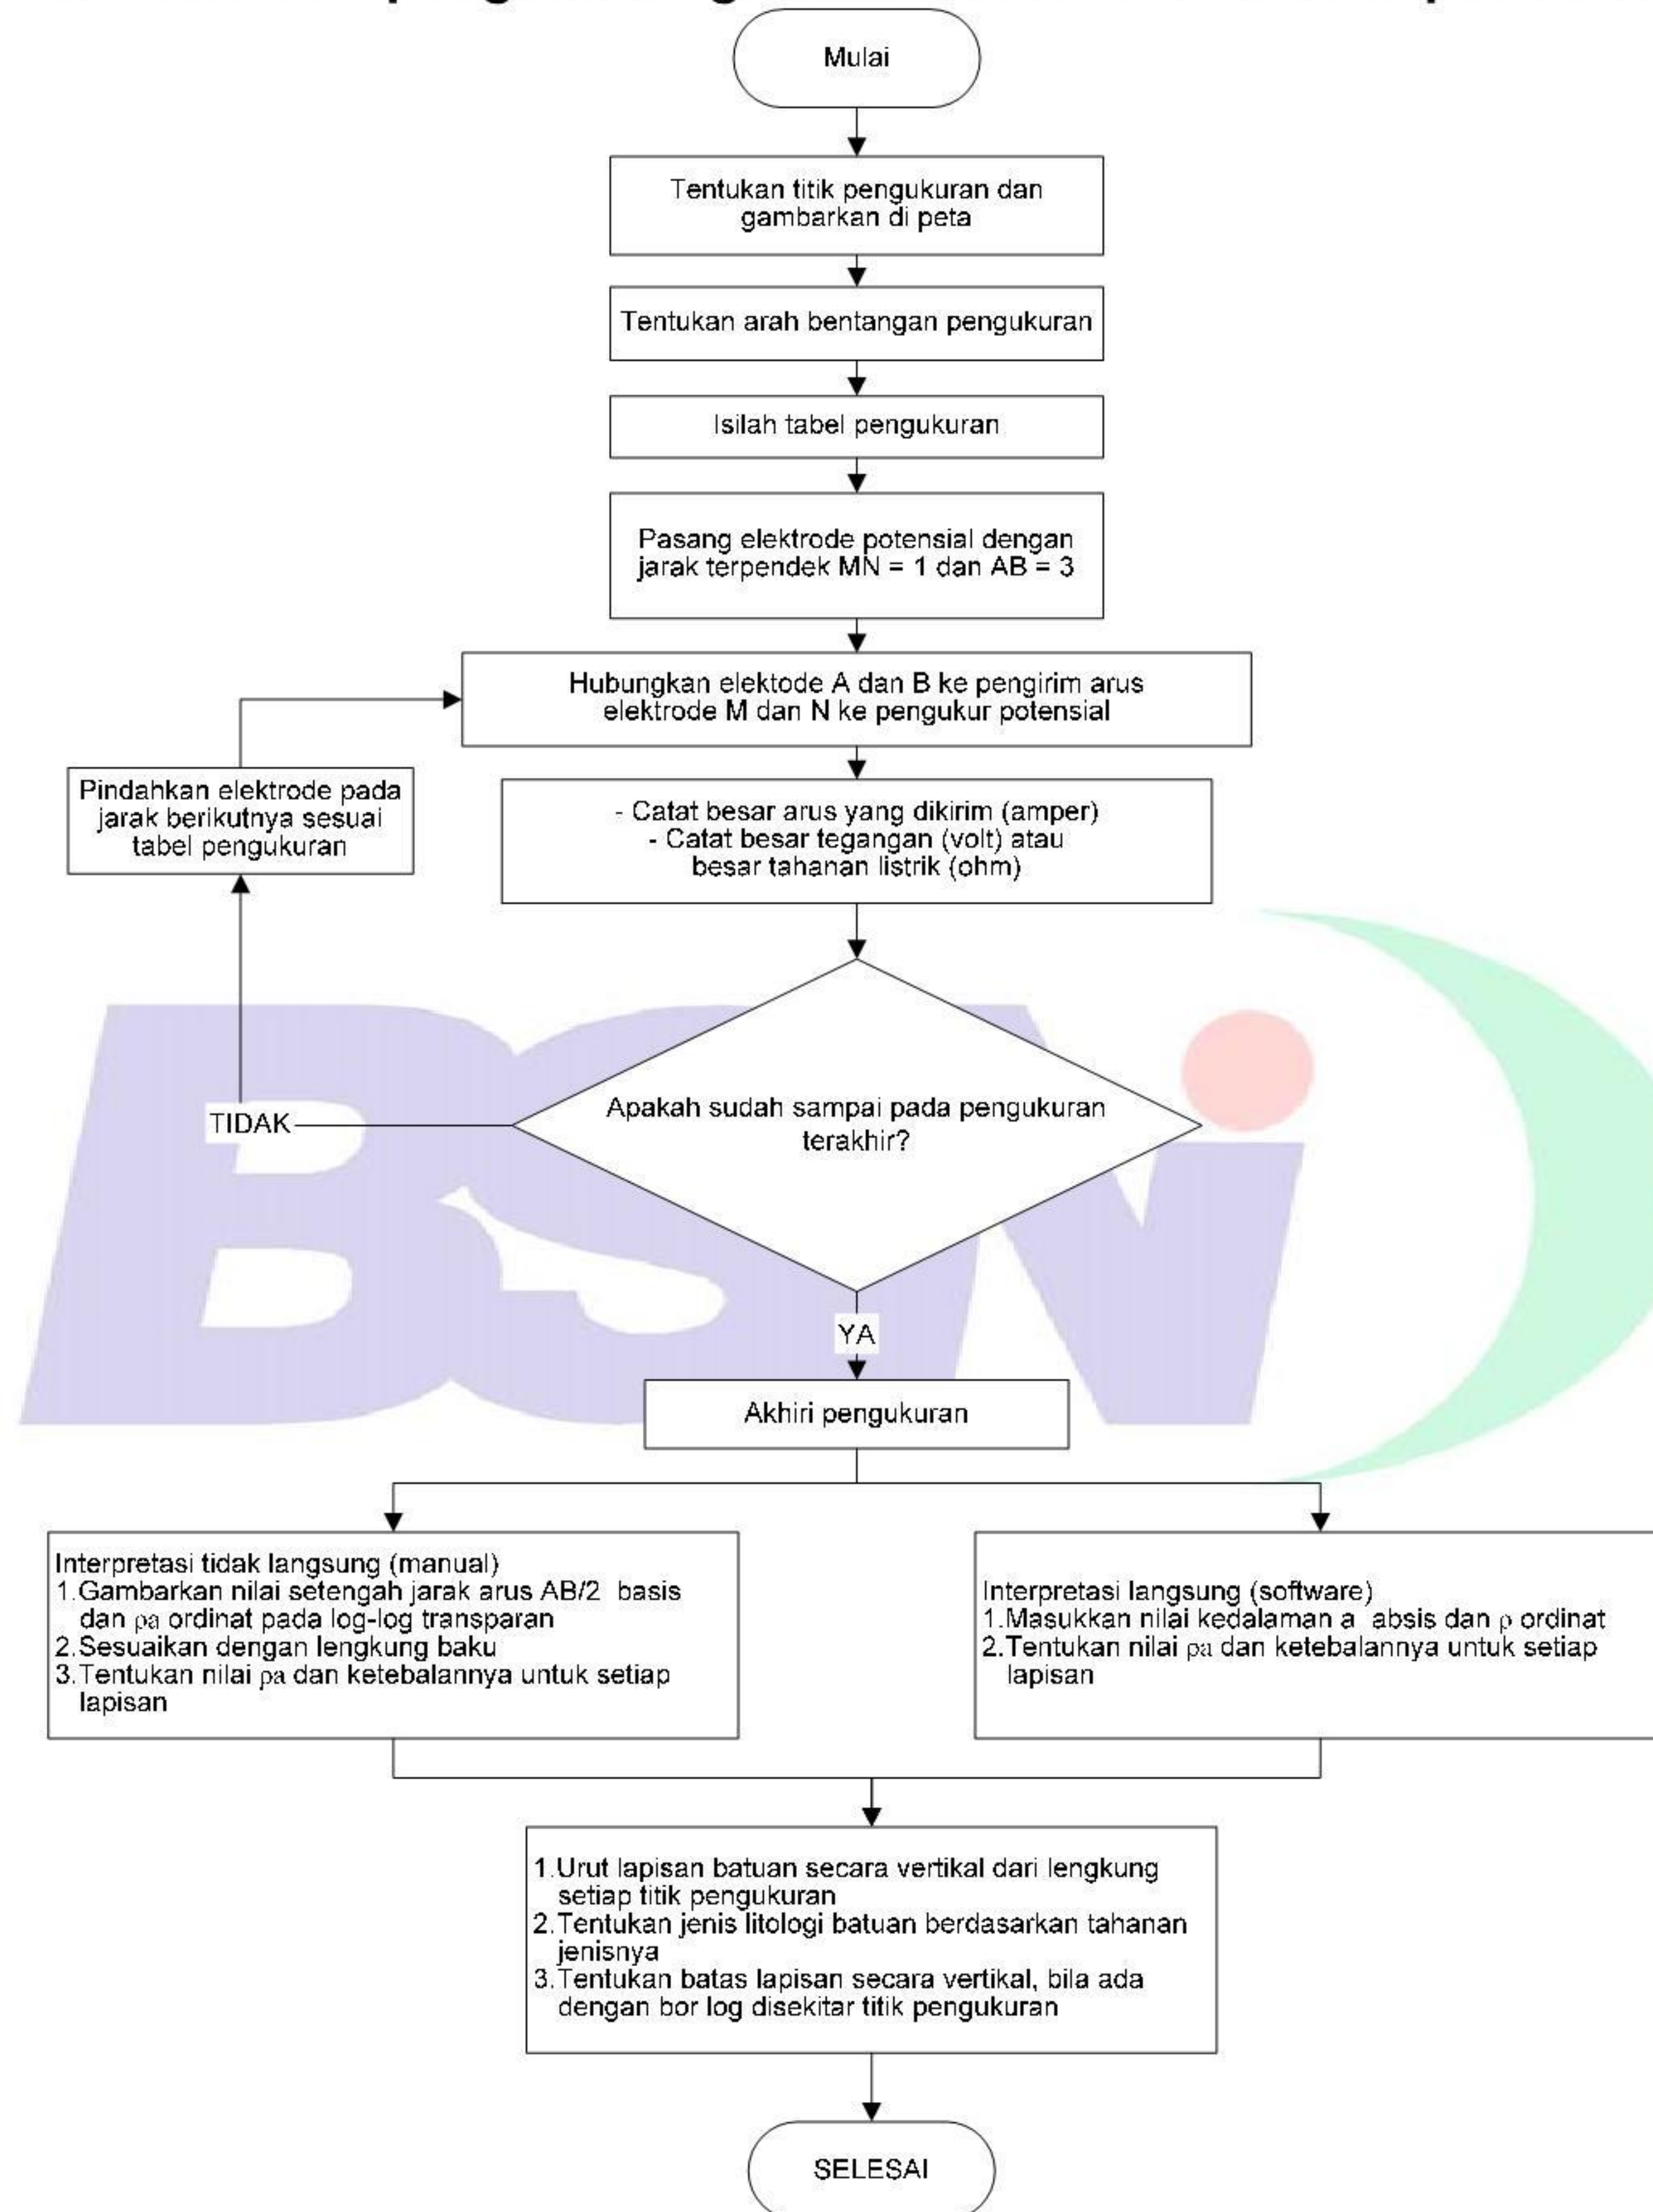 Mulai
Tentukan titik pengukuran dan
gambarkan di peta
Tentukan arah bentangan pengukuran
Isilah tabel pengukuran
Pasang elektrode potensial dengan
jarak terpendek MN = 1 dan AB = 3
Hubungkan elektode A dan B ke pengirim arus
elektrode M dan N ke pengukur potensial
Pindahkan elektrode pada
jarak berikutnya sesuai
tabel pengukuran
- Catat besar arus yang dikirim (amper)
- Catat besar tegangan (volt) atau
besar tahanan listrik (ohm)
Apakah sudah sampai pada pengukuran
terakhir?
TIDAK
YA
Akhiri pengukuran
Interpretasi tidak langsung (manual)
1.Gambarkan nilai setengah jarak arus AB/2 basis
dan ρa ordinat pada log-log transparan
2.Sesuaikan dengan lengkung baku
3.Tentukan nilai ρa dan ketebalannya untuk setiap
lapisan
Interpretasi langsung (software)
1.Masukkan nilai kedalaman a absis dan ρ ordinat
2.Tentukan nilai ρa dan ketebalannya untuk setiap
lapisan
1.Urut lapisan batuan secara vertikal dari lengkung
setiap titik pengukuran
2.Tentukan jenis litologi batuan berdasarkan tahanan
jenisnya
3.Tentukan batas lapisan secara vertikal, bila ada
dengan bor log disekitar titik pengukuran
SELESAI
BSN